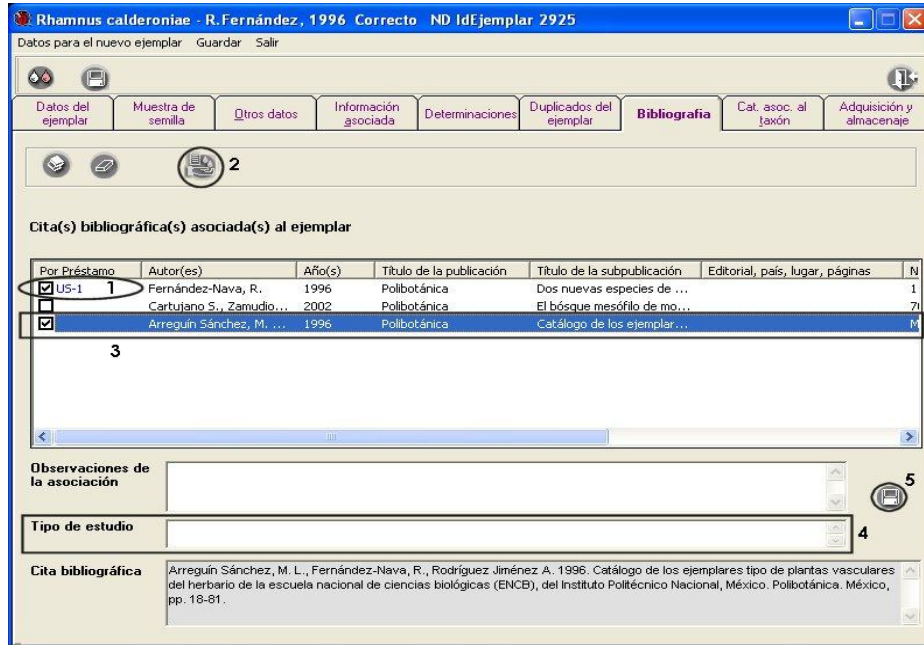 Rhamnus calderoniae - R.Fernández, 1996 Correcto ND IdEjemplar 2925
Datos para el nuevo ejemplar Guardar Salir
Datos del ejemplar
Muestra de semilla
Otros datos
Información asociada
Determinaciones
Duplicados del ejemplar
Bibliografia
Cat. asoc. al taxón
Adquisición y almacenaje
2
Cita(s) bibliográfica(s) asociada(s) al ejemplar
Por Préstamo Autor(es) Año(s) Título de la publicación Título de la subpublicación Editorial, país, lugar, páginas N
US-1 1 Fernández-Nava, R. 1996 Polibotánica Dos nuevas especies de ... 1
Cartujano S., Zamudio... 2002 Polibotánica El bósque mesófilo de mo...
Arreguín Sánchez, M. ... 1996 Polibotánica Catálogo de los ejemplar... M
3
Observaciones de
la asociación
5
Tipo de estudio
4
Cita bibliográfica
Arreguín Sánchez, M. L., Fernández-Nava, R., Rodríguez Jiménez A. 1996. Catálogo de los ejemplares tipo de plantas vasculares
del herbario de la escuela nacional de ciencias biológicas (ENCB), del Instituto Politécnico Nacional, México. Polibotánica. México,
pp. 18-81.